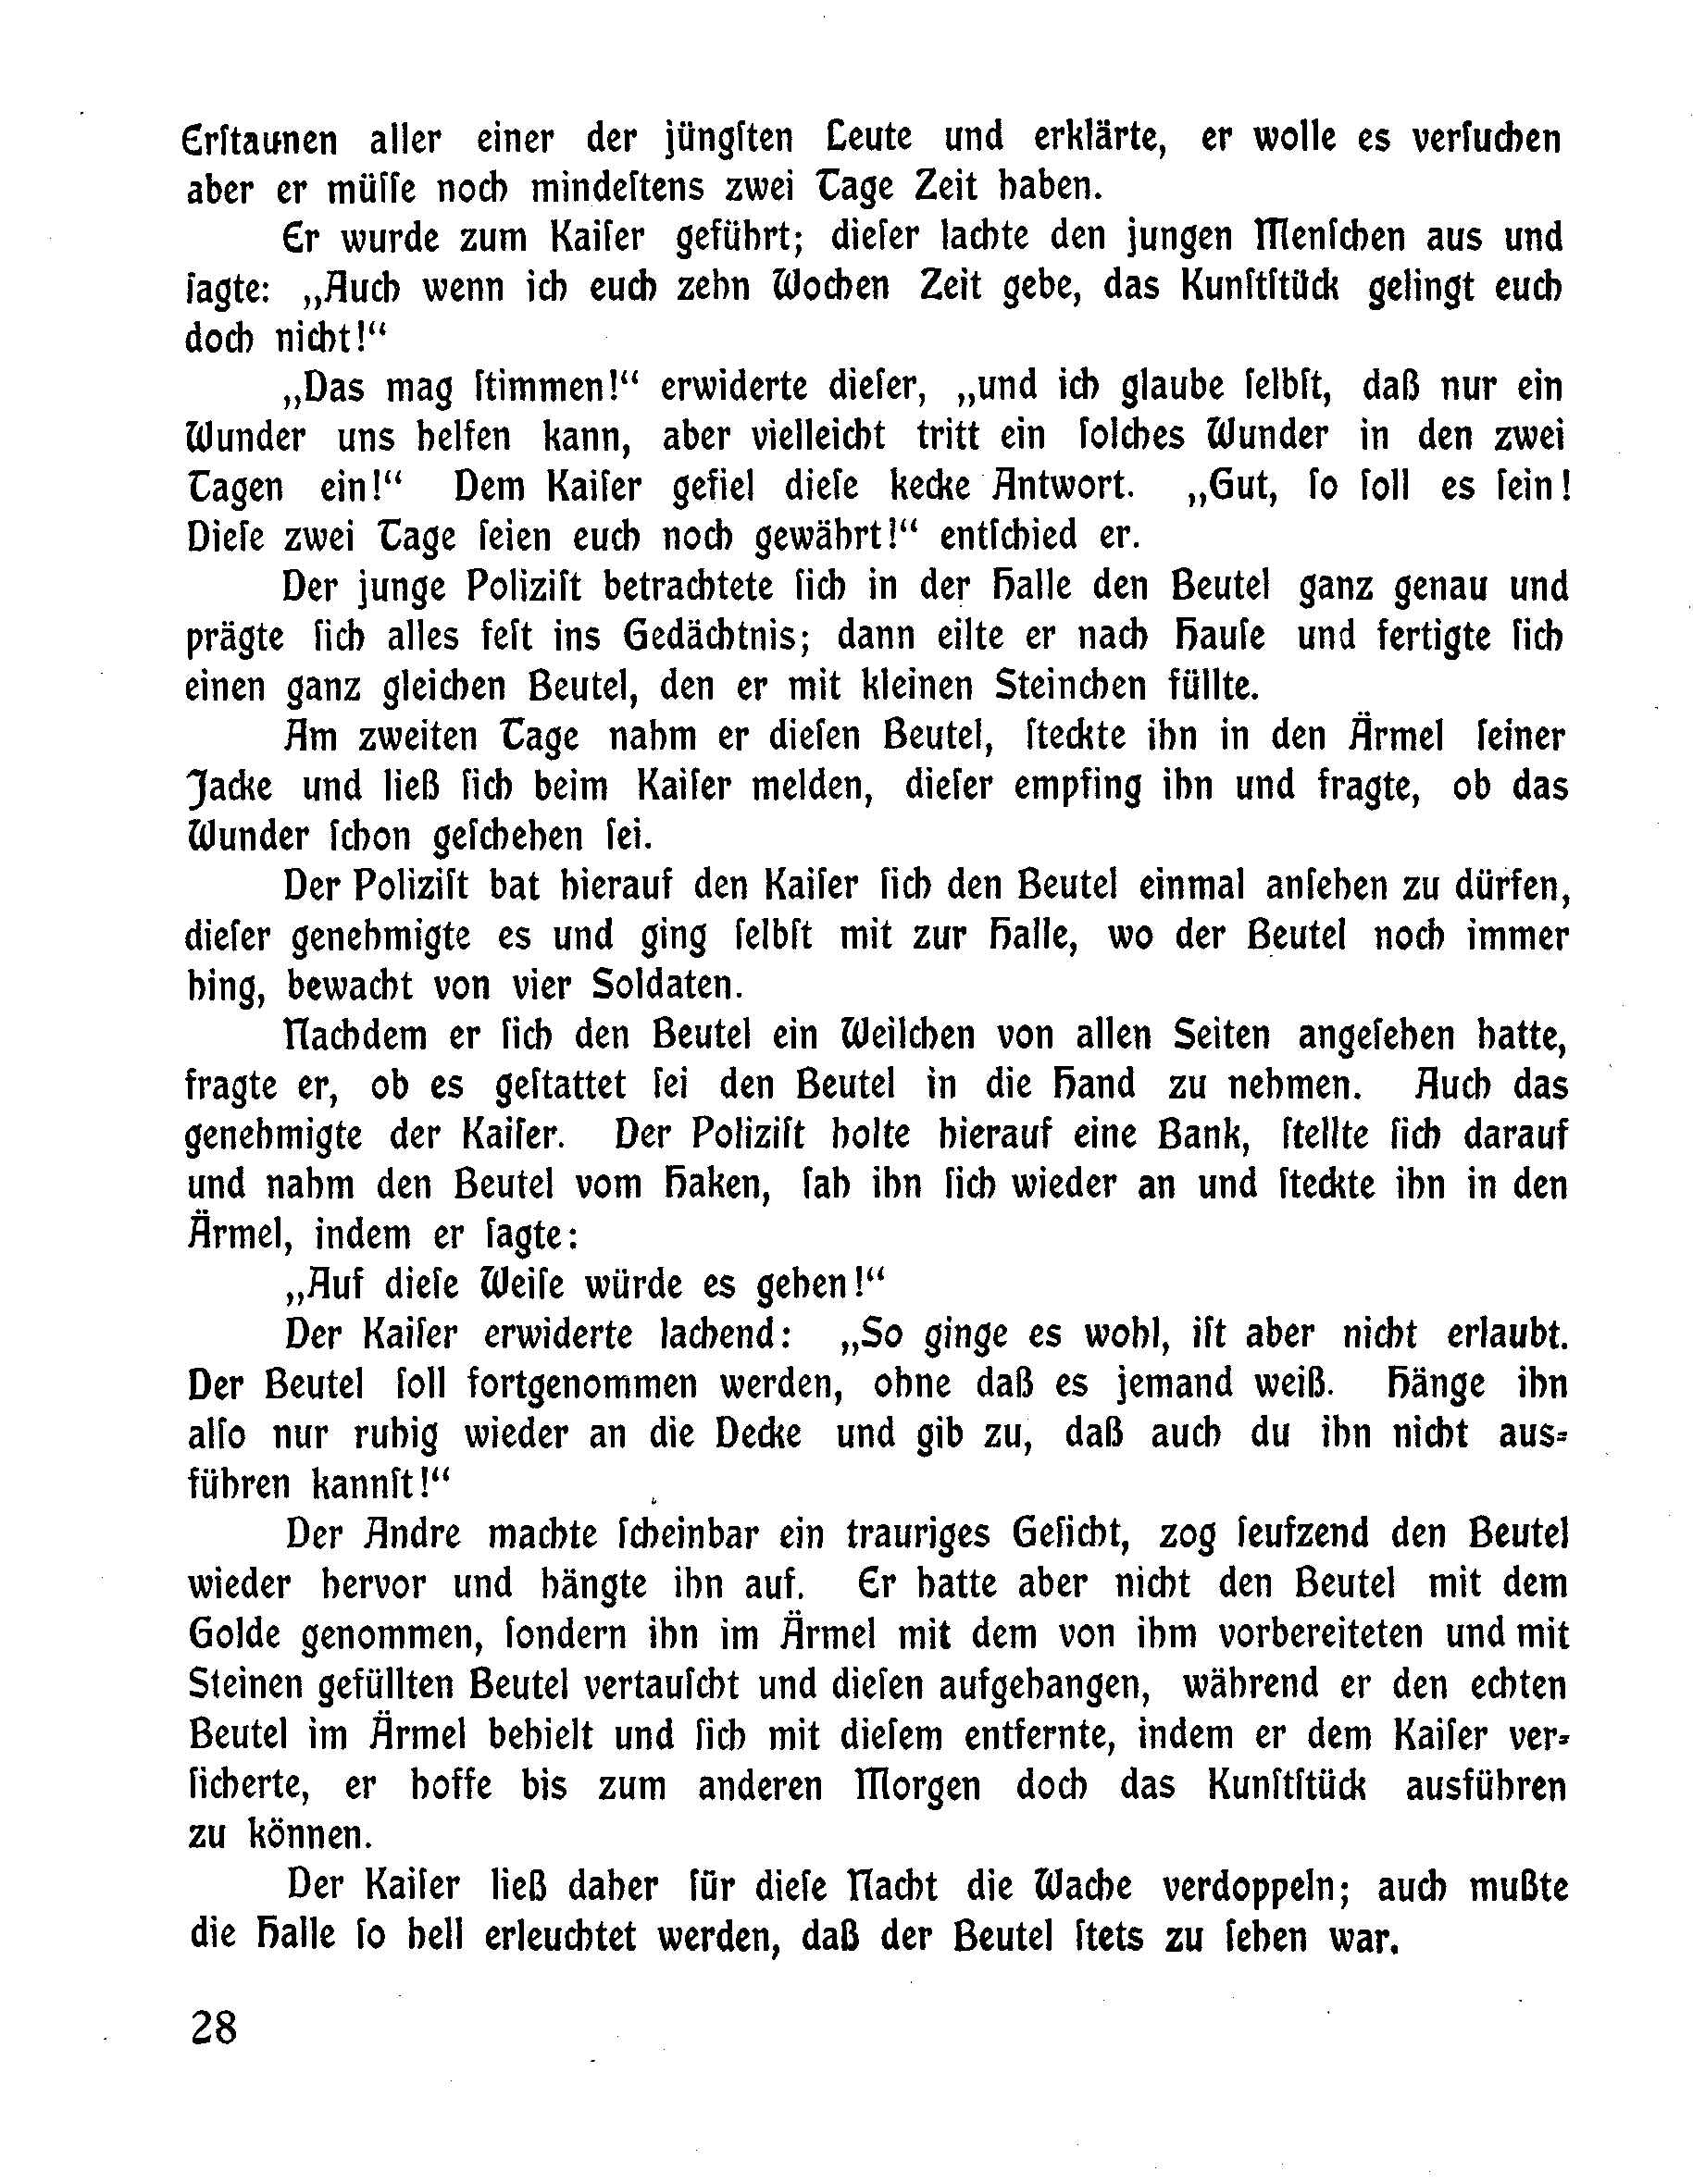 Erſtaunen aller einer der jüngſten Leute und erklärte, er wolle es verſuchen
aber er müſſe noch mindeſtens zwei Tage Zeit haben.
Er wurde zum Kaiſer geführt; dieſer lachte den jungen Menſchen aus und
ſagte: „Auch wenn ich euch zehn Wochen Zeit gebe, das Kunſtſtück gelingt euch
doch nicht!“
„Das mag ſtimmen!“ erwiderte dieſer, „und ich glaube ſelbſt, daß nur ein
Wunder uns helfen kann, aber vielleicht tritt ein ſolches Wunder in den zwei
Tagen ein!“ Dem Kaiſer gefiel dieſe kecke Antwort. „Gut, ſo ſoll es ſein!
Dieſe zwei Tage ſeien euch noch gewährt!“ entſchied er.
Der junge Poliziſt betrachtete ſich in der Halle den Beutel ganz genau und
prägte ſich alles feſt ins Gedächtnis; dann eilte er nach Hauſe und fertigte ſich
einen ganz gleichen Beutel, den er mit kleinen Steinchen füllte.
Am zweiten Tage nahm er dieſen Beutel, ſteckte ihn in den Ärmel ſeiner
Jacke und ließ ſich beim Kaiſer melden, dieſer empfing ihn und fragte, ob das
Wunder ſchon geſchehen ſei.
Der Poliziſt bat hierauf den Kaiſer ſich den Beutel einmal anſehen zu dürfen,
dieſer genehmigte es und ging ſelbſt mit zur Halle, wo der Beutel noch immer
hing, bewacht von vier Soldaten.
Nachdem er ſich den Beutel ein Weilchen von allen Seiten angeſehen hatte,
fragte er, ob es geſtattet ſei den Beutel in die Hand zu nehmen. Auch das
genehmigte der Kaiſer. Der Poliziſt holte hierauf eine Bank, ſtellte ſich darauf
und nahm den Beutel vom Haken, ſah ihn ſich wieder an und ſteckte ihn in den
Ärmel, indem er ſagte:
„Auf dieſe Weiſe würde es gehen!“
Der Kaiſer erwiderte lachend: „So ginge es wohl, iſt aber nicht erlaubt.
Der Beutel ſoll fortgenommen werden, ohne daß es jemand weiß. Hänge ihn
alſo nur ruhig wieder an die Decke und gib zu, daß auch du ihn nicht aus⸗
führen kannſt!“
Der Andre machte ſcheinbar ein trauriges Geſicht, zog ſeufzend den Beutel
wieder hervor und hängte ihn auf. Er hatte aber nicht den Beutel mit dem
Golde genommen, ſondern ihn im Ärmel mit dem von ihm vorbereiteten und mit
Steinen gefüllten Beutel vertauſcht und dieſen aufgehangen, während er den echten
Beutel im Ärmel behielt und ſich mit dieſem entfernte, indem er dem Kaiſer ver⸗
ſicherte, er hoffe bis zum anderen Morgen doch das Kunſtſtück ausführen
zu können.
Der Kaiſer ließ daher ſür dieſe Nacht die Wache verdoppeln; auch mußte
die Halle ſo hell erleuchtet werden, daß der Beutel ſtets zu ſehen war.
28